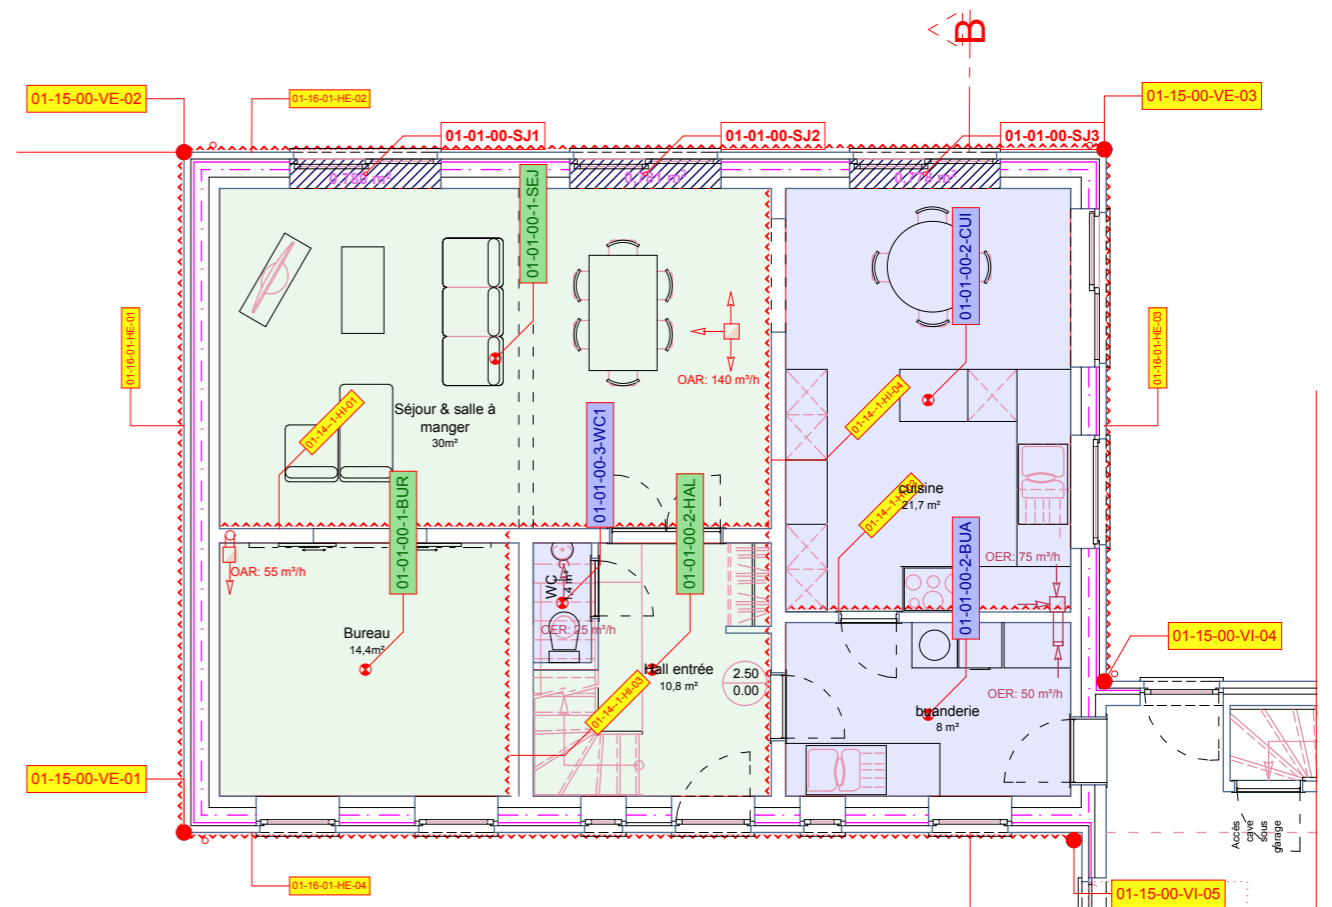 B
01-15-00-VE-02
01-16-01-HE-02
01-15-00-VE-03
01-01-00-SJ1
01-01-00-SJ2
01-01-00-SJ3
01-01-00-1-SEJ
01-01-00-2-CUI
01-16-01-HE-01
01-16-01-HE-03
OAR: 140 m³/h
01-14--1-HI-01
01-14--1-HI-04
Séjour & salle à
manger
30m²
01-01-00-3-WC1
01-01-00-1-BUR
01-01-00-2-HAL
cuisine
21,7 m²
01-01-00-2-BUA
OER: 75 m³/h
OAR: 55 m³/h
WC
1,4 m²
OER: 25 m³/h
Bureau
14,4m²
Hall entrée
10,8 m²
2.50
0.00
01-14--1-HI-03
01-15-00-VI-04
OER: 50 m³/h
buanderie
8 m²
01-15-00-VE-01
Accès
cave
sous
garage
01-16-01-HE-04
01-15-00-VI-05